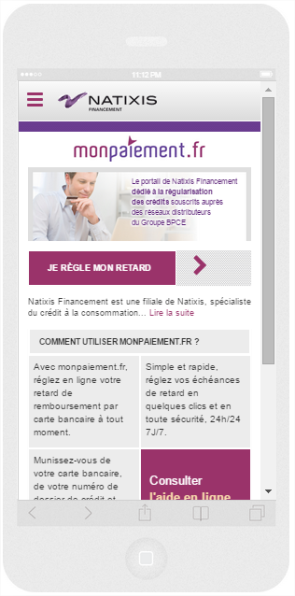 11:12 PM
NATIXIS
FINANCEMENT
monpaiement.fr
Le portail de Natixis Financement
dédié à la régularisation
des crédits souscrits auprès
des réseaux distributeurs
du Groupe BPCE
JE RÈGLE MON RETARD
Natixis Financement est une filiale de Natixis, spécialiste
du crédit à la consommation... Lire la suite
COMMENT UTILISER MONPAIEMENT.FR ?
Avec monpaiement.fr,
réglez en ligne votre
retard de
remboursement par
carte bancaire à tout
moment.
Simple et rapide,
réglez vos échéances
de retard en
quelques clics et en
toute sécurité, 24h/24
7J/7.
Munissez-vous de
votre carte bancaire,
de votre numéro de
dossier de crédit et
Consulter
l'aide en ligne